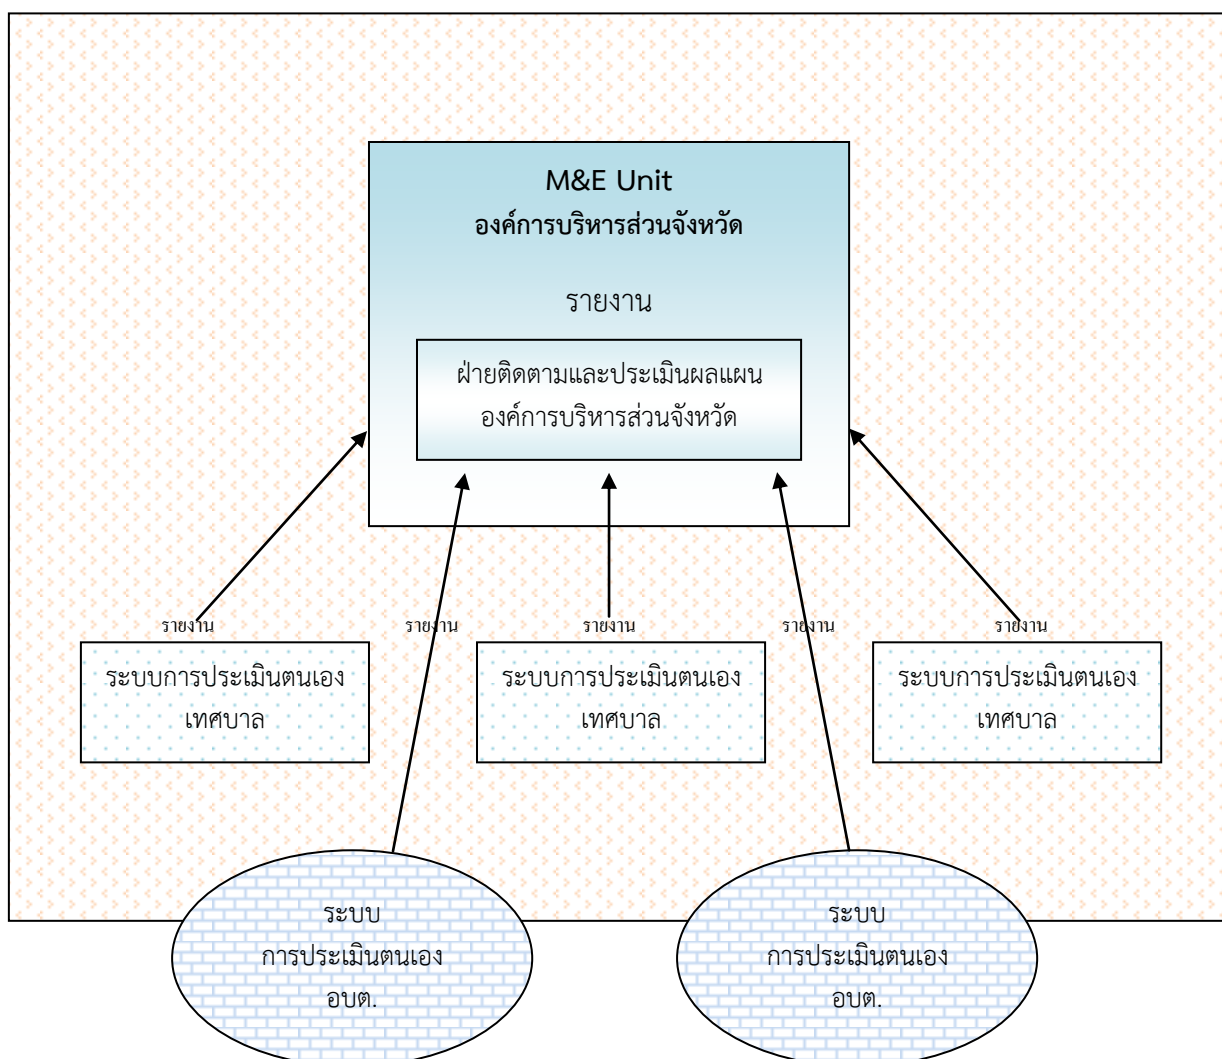 M&E Unit
องค์การบริหารส่วนจังหวัด
รายงาน
ฝ่ายติดตามและประเมินผลแผน
องค์การบริหารส่วนจังหวัด
รายงาน
รายงาน
รายงาน
รายงาน
รายงาน
ระบบการประเมินตนเอง
เทศบาล
ระบบการประเมินตนเอง
เทศบาล
ระบบการประเมินตนเอง
เทศบาล
ระบบ
การประเมินตนเอง
อบต.
ระบบ
การประเมินตนเอง
อบต.